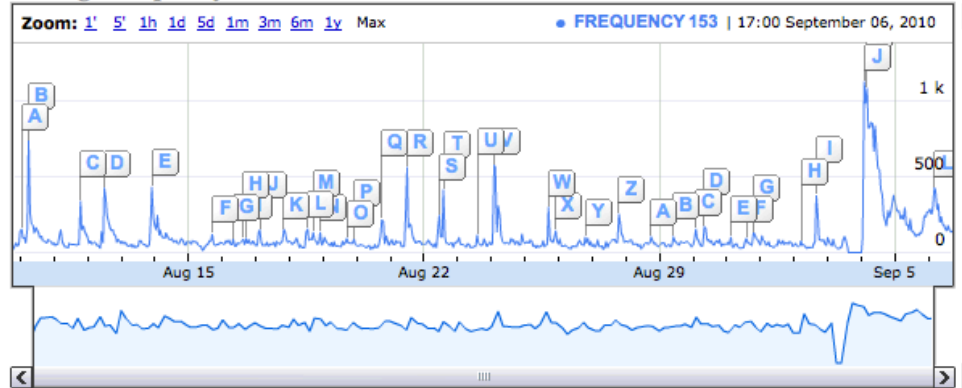 Zoom: 1' 5' 1h 1d 5d 1m 3m 6m 1y Max FREQUENCY 153 | 17:00 September 06, 2010
J
B 1 k
A
Q R T U V
I
C D E S 500 L
H
H J M W Z D G
P
F G I K L N O X Y A B C E F
0
Aug 15 Aug 22 Aug 29 Sep 5